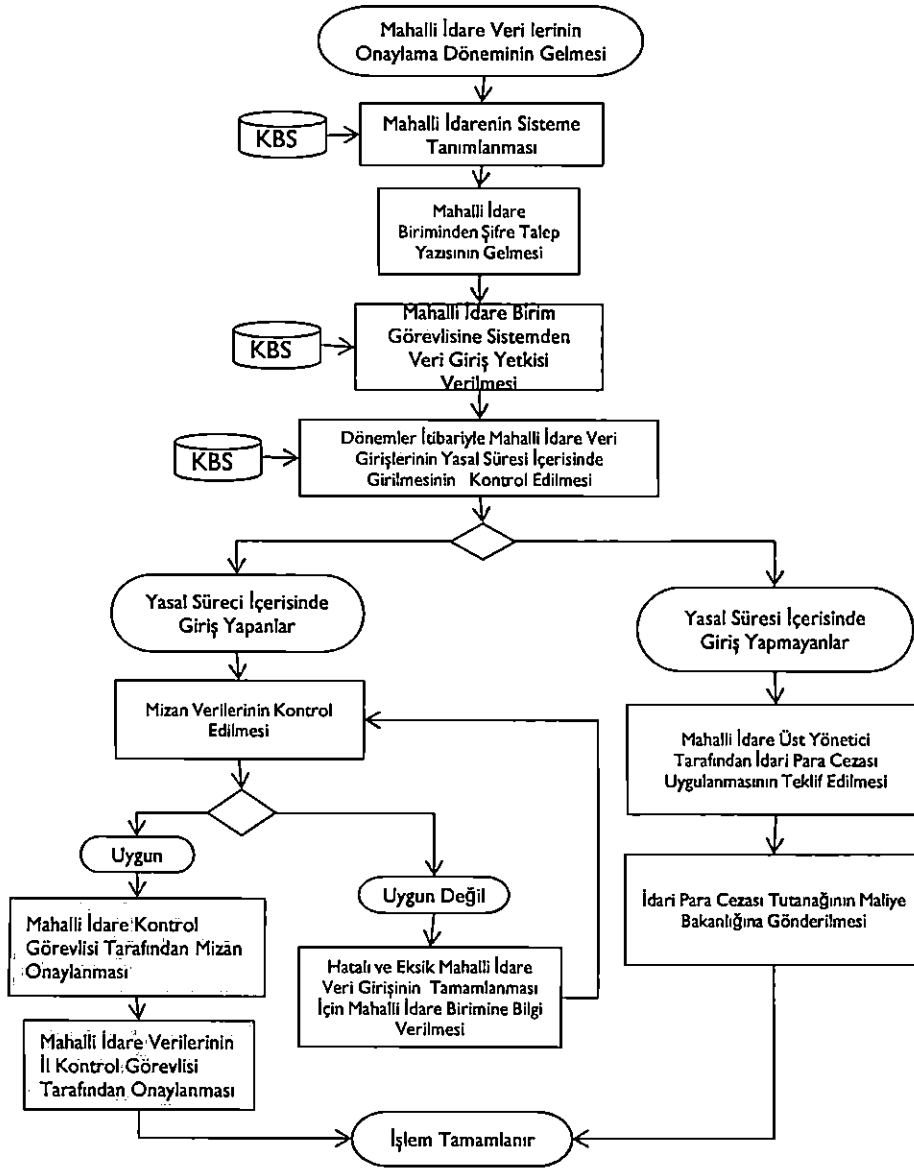 Mahalli İdare Veri lerinin
Onaylama Döneminin Gelmesi
KBS
Mahalli İdarenin Sisteme
Tanımlanması
Mahalli İdare
Biriminden Şifre Talep
Yazısının Gelmesi
KBS
Mahalli İdare Birim
Görevlisine Sistemden
Veri Giriş Yetkisi
Verilmesi
KBS
Dönemler İtibariyle Mahalli İdare Veri
Girişlerinin Yasal Süresi İçerisinde
Girilmesinin Kontrol Edilmesi
Yasal Süreci İçerisinde
Giriş Yapanlar
Yasal Süresi İçerisinde
Giriş Yapmayanlar
Mizan Verilerinin Kontrol
Edilmesi
Mahalli İdare Üst Yönetici
Tarafından İdari Para Cezası
Uygulanmasının Teklif Edilmesi
Uygun
Uygun Değil
İdari Para Cezası Tutanağının Maliye
Bakanlığına Gönderilmesi
Mahalli İdare Kontrol
Görevlisi Tarafından Mizan
Onaylanması
Hatalı ve Eksik Mahalli İdare
Veri Girişinin Tamamlanması
İçin Mahalli İdare Birimine Bilgi
Verilmesi
Mahalli İdare Verilerinin
İl Kontrol Görevlisi
Tarafından Onaylanması
İşlem Tamamlanır